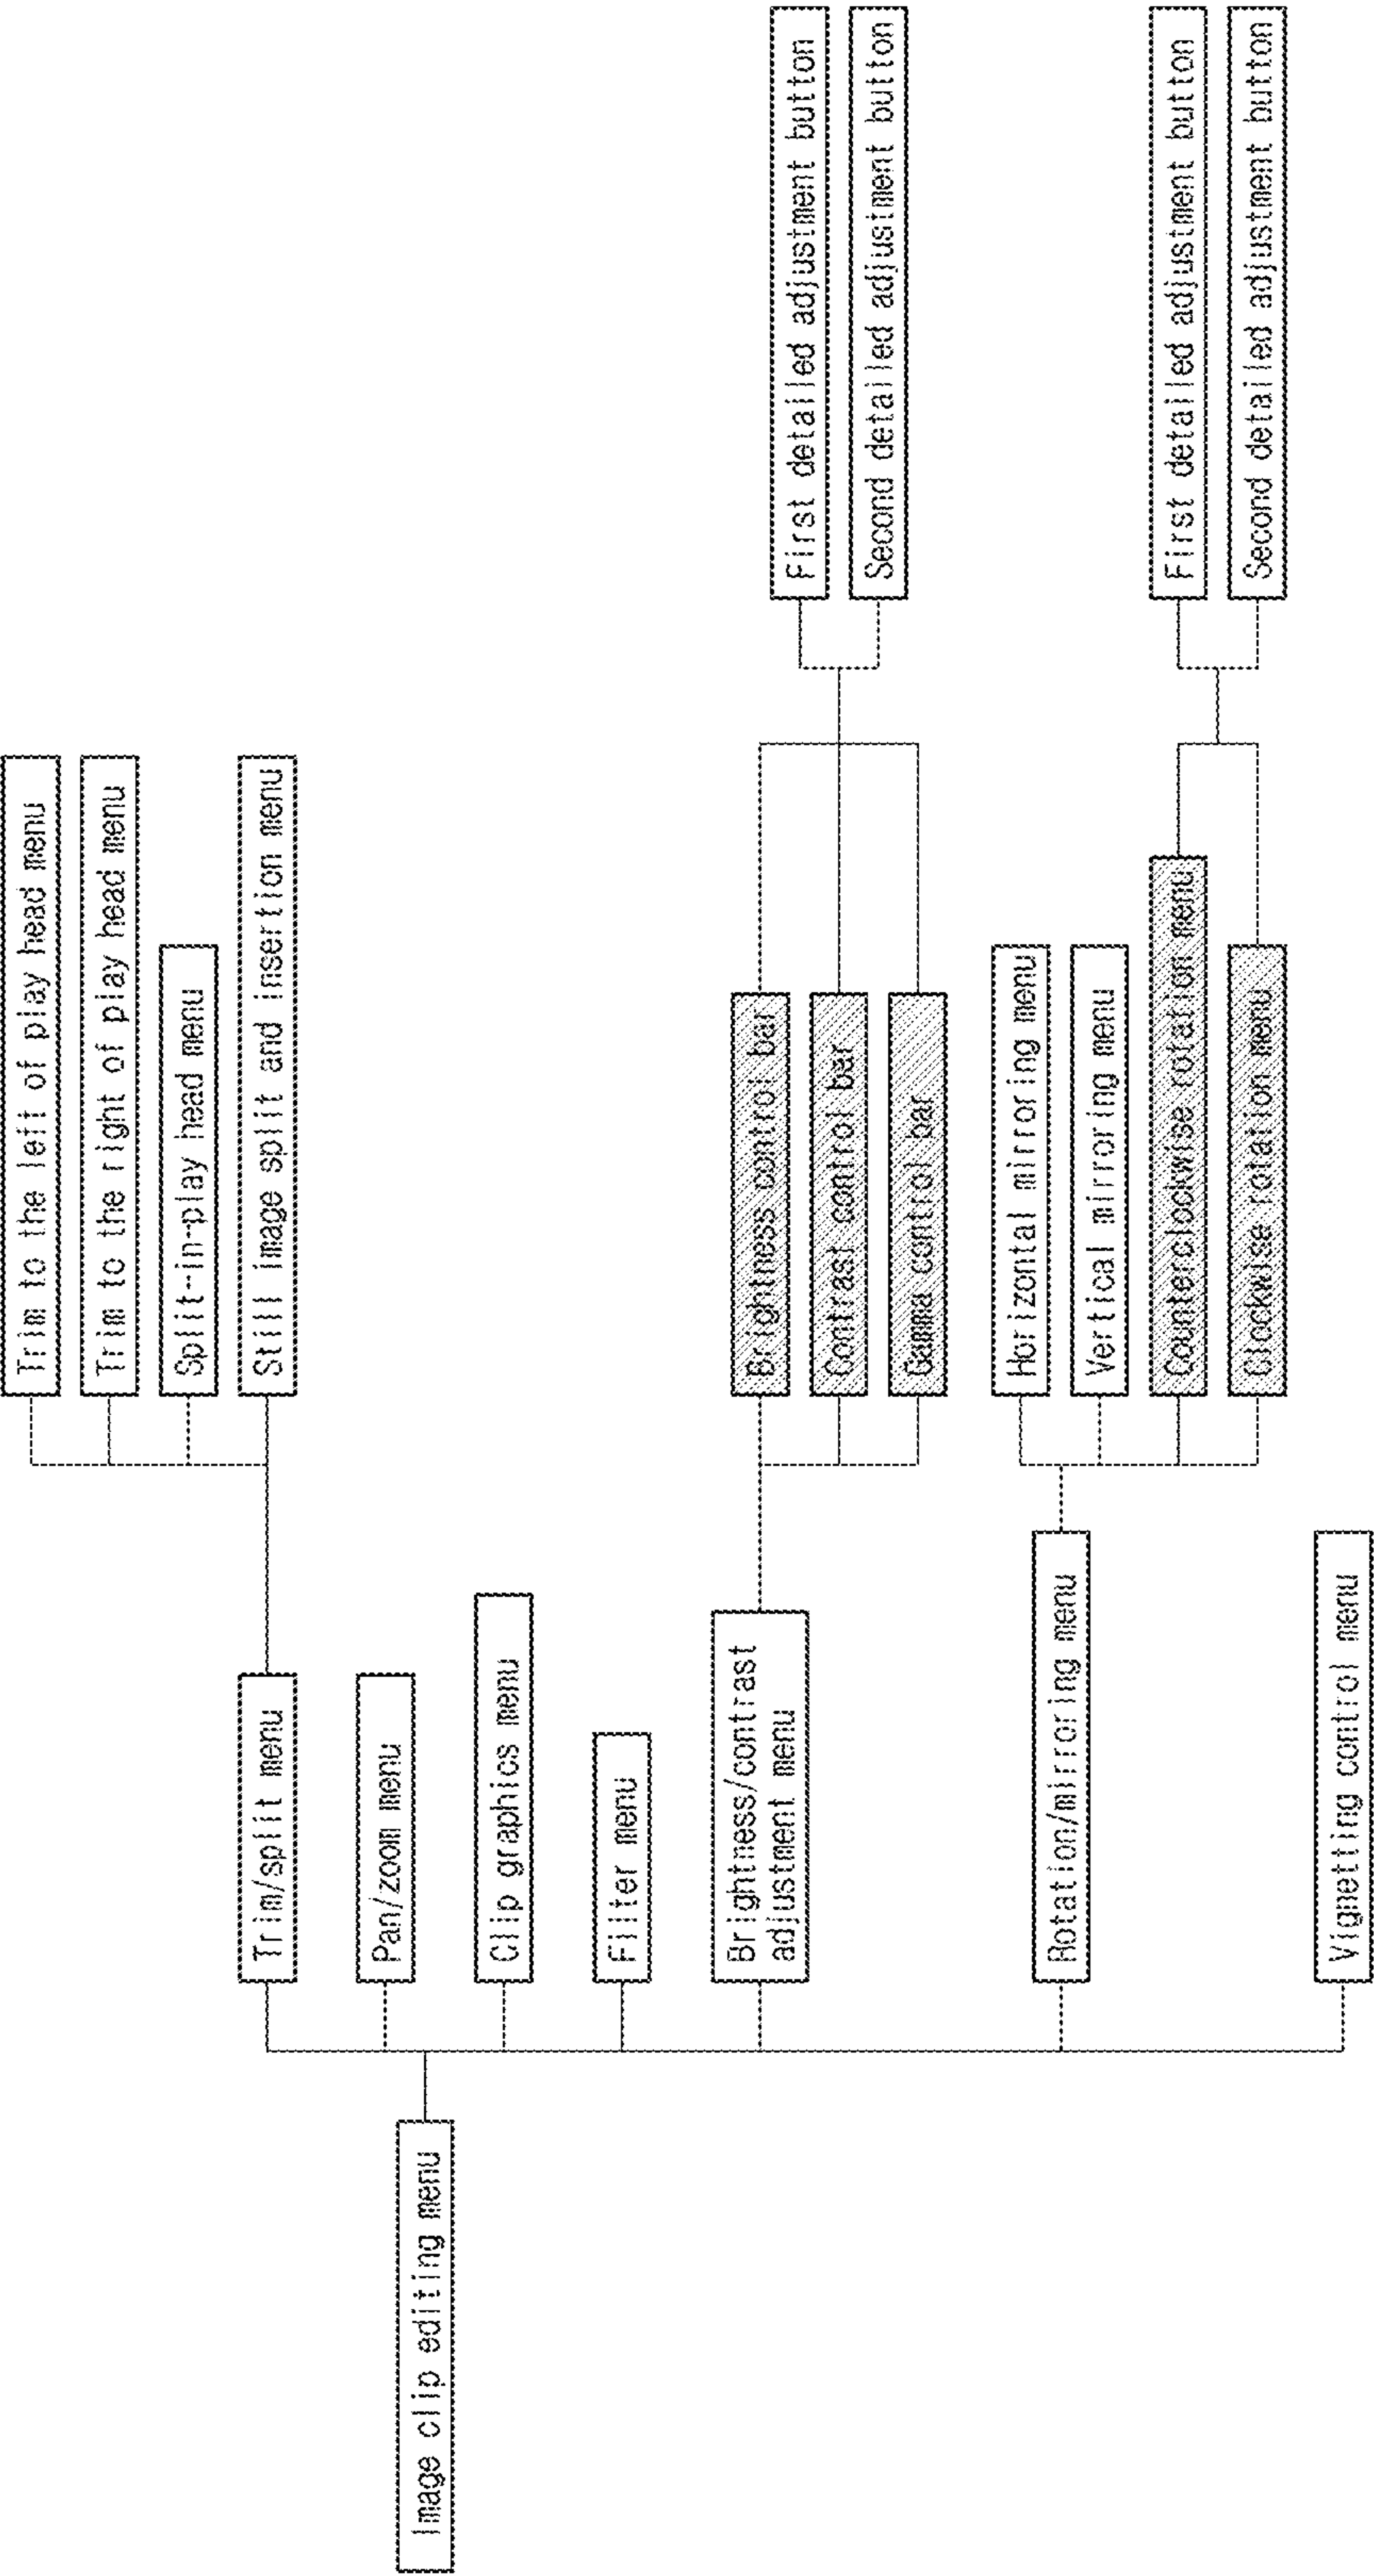 Image clip editing menu
Trim/split menu
Trim to the left of play head menu
Trim to the right of play head menu
Split-in-play head menu
Still image split and insertion menu
Pan/zoom menu
Clip graphics menu
Filter menu
Brightness/contrast
adjustment menu
Brightness control bar
Contrast control bar
Gamma control bar
First detailed adjustment button
Second detailed adjustment button
Rotation/mirroring menu
Horizontal mirroring menu
Vertical mirroring menu
Counterclockwise rotation menu
Clockwise rotation menu
First detailed adjustment button
Second detailed adjustment button
Vignetting control menu